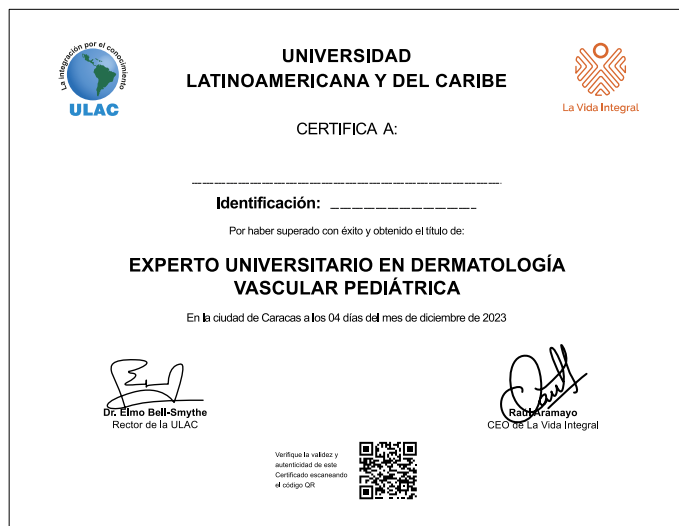 La integración por el conocimiento
ULAC
UNIVERSIDAD
LATINOAMERICANA Y DEL CARIBE
La Vida Integral
CERTIFICA A:
Identificación:
Por haber superado con éxito y obtenido el título de:
EXPERTO UNIVERSITARIO EN DERMATOLOGÍA
VASCULAR PEDIÁTRICA
En la ciudad de Caracas a los 04 días del mes de diciembre de 2023
Dr. Elmo Bell-Smythe
Rector de la ULAC
Raúl Aramayo
CEO de La Vida Integral
Verifique la validez y
autenticidad de este
Certificado escaneando
el código QR